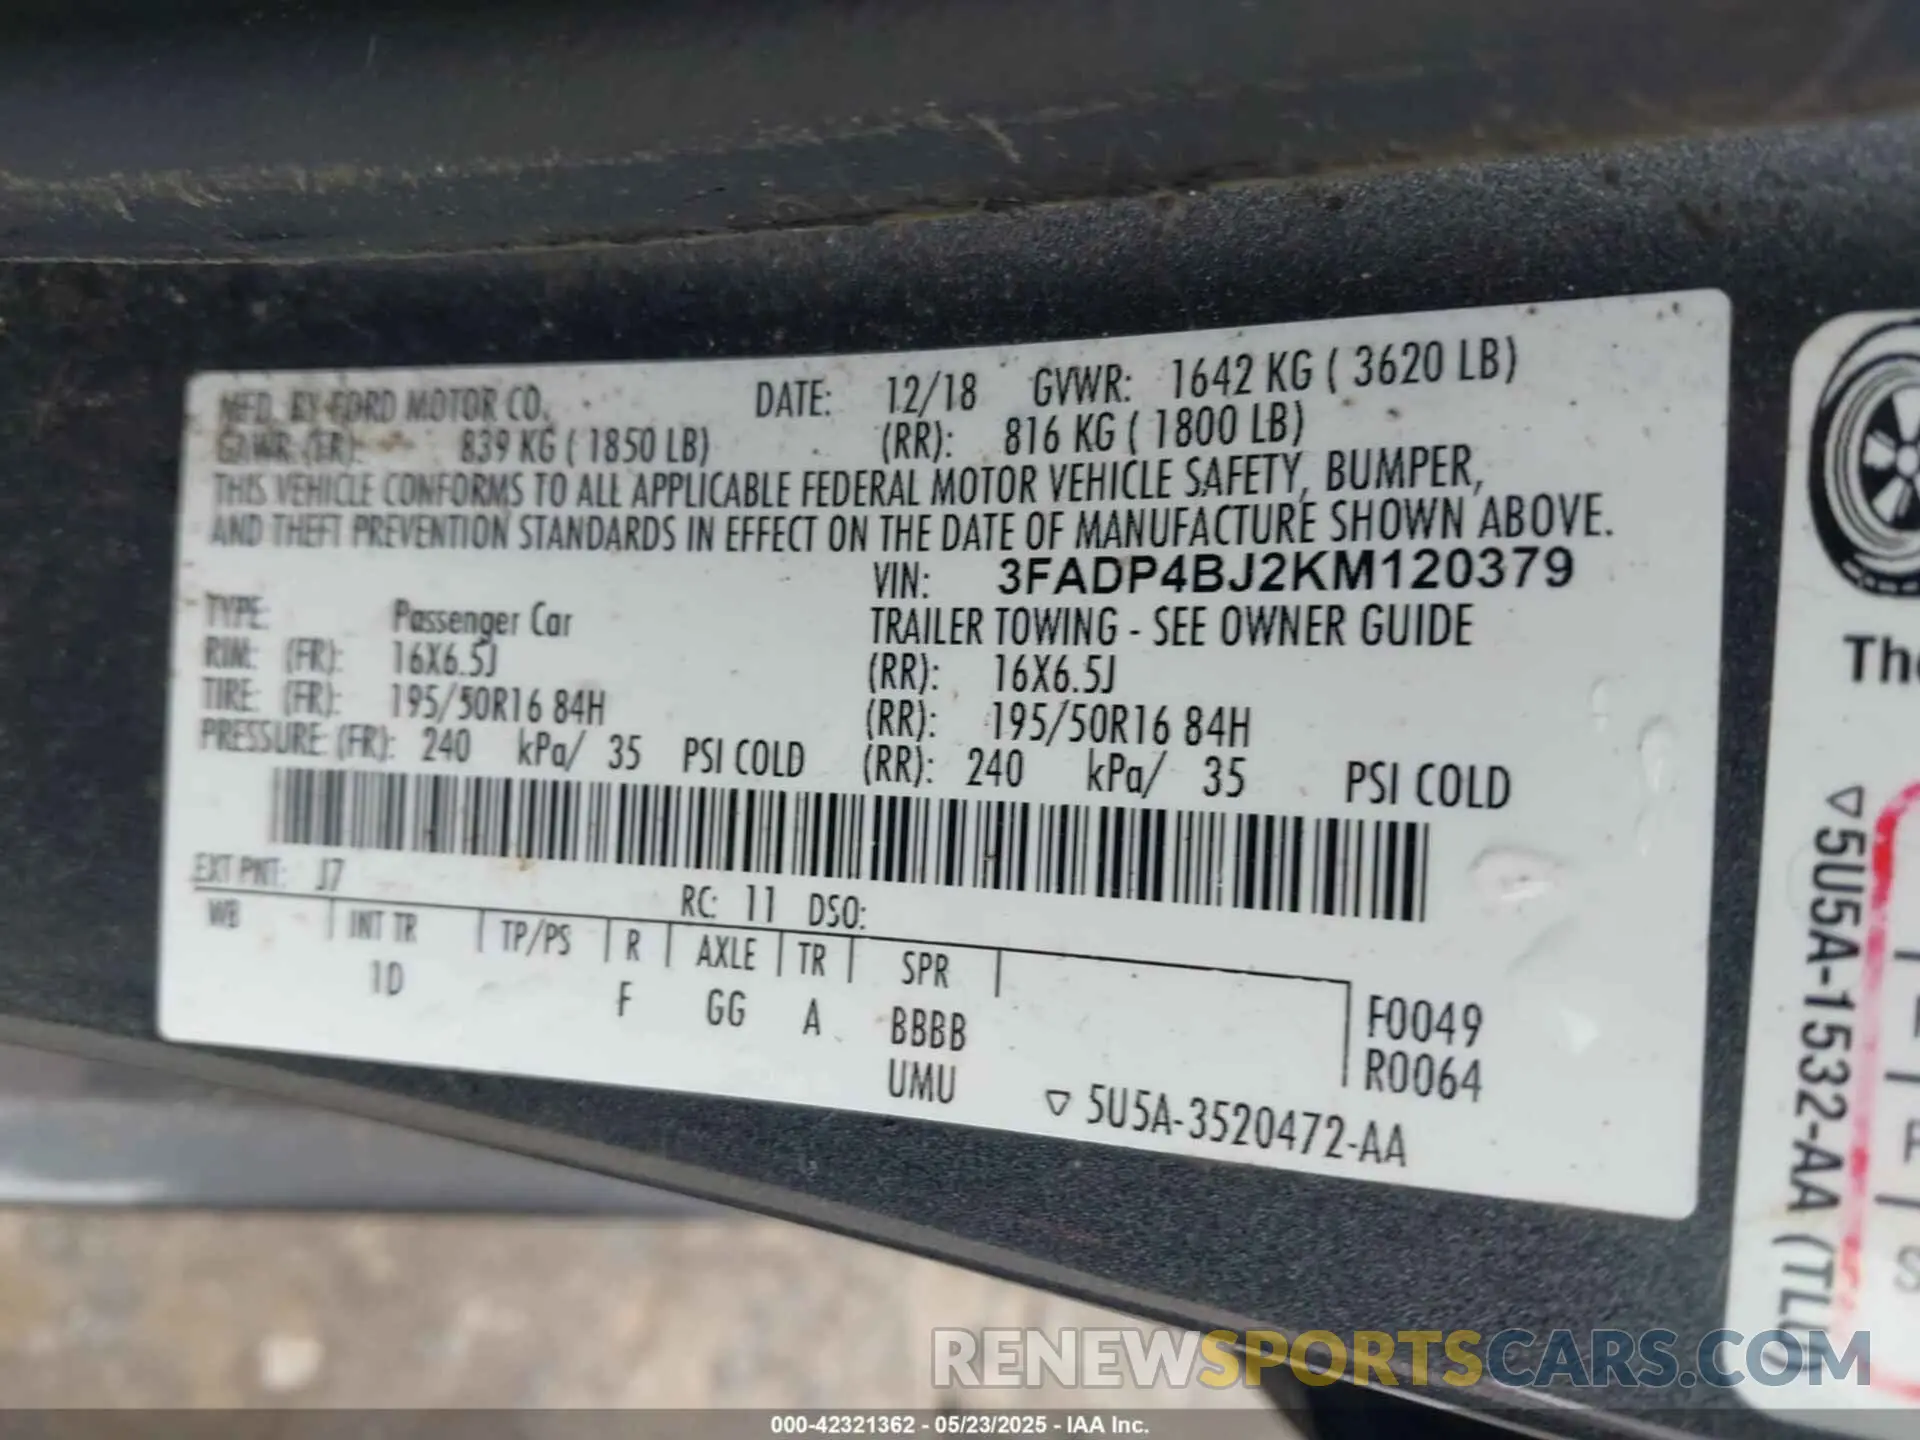 MFD. BY FORD MOTOR CO. DATE: 12/18 GVWR: 1642 KG ( 3620 LB)
GAWR (FR): 839 KG ( 1850 LB) (RR): 816 KG ( 1800 LB)
THIS VEHICLE CONFORMS TO ALL APPLICABLE FEDERAL MOTOR VEHICLE SAFETY, BUMPER,
AND THEFT PREVENTION STANDARDS IN EFFECT ON THE DATE OF MANUFACTURE SHOWN ABOVE.
VIN: 3FADP4BJ2KM120379
TYPE: Passenger Car TRAILER TOWING - SEE OWNER GUIDE
RIM: (FR): 16X6.5J (RR): 16X6.5J
TIRE: (FR): 195/50R16 84H (RR): 195/50R16 84H
PRESSURE: (FR): 240 kPa/ 35 PSI COLD (RR): 240 kPa/ 35 PSI COLD
EXT PNT: J7 RC: 11 DSO:
WB INT TR TP/PS R AXLE TR SPR
1D F GG A BBBB F0049
UMU R0064
▽ 5U5A-3520472-AA
▽5U5A-1532-AA (TL
RENEWSPORTSCARS.COM
000-42321362 - 05/23/2025 - IAA Inc.